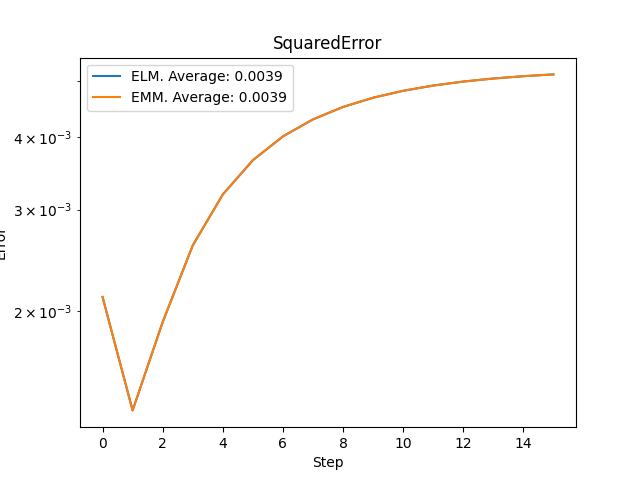 SquaredError
ELM. Average: 0.0039
EMM. Average: 0.0039
4 × 10⁻³
3 × 10⁻³
2 × 10⁻³
Error
0 2 4 6 8 10 12 14
Step